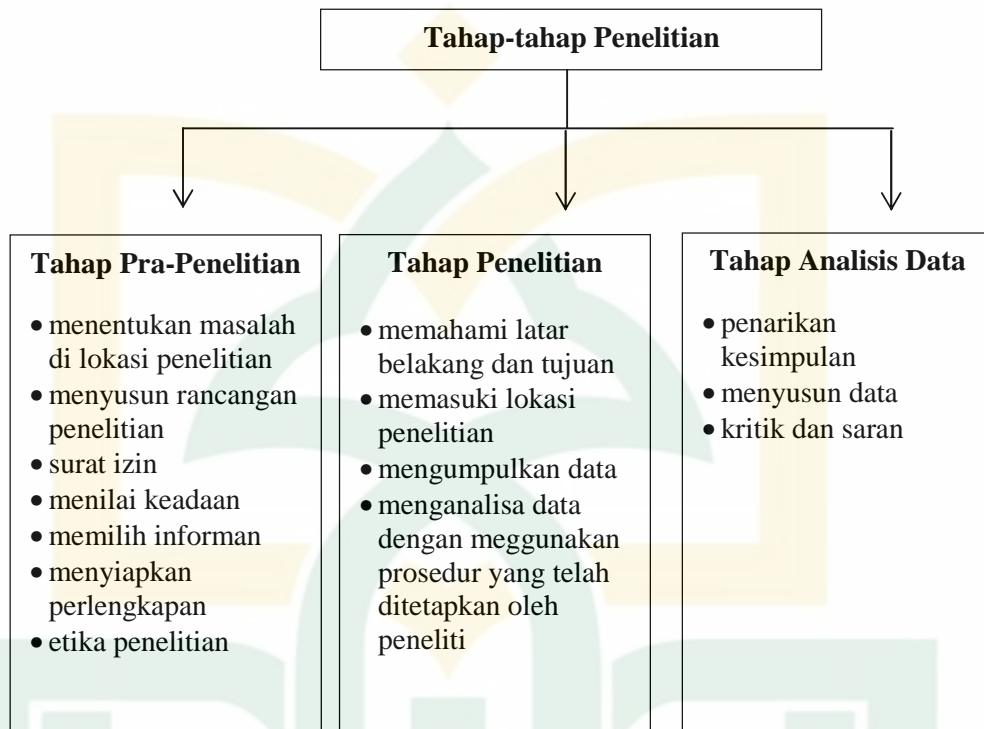 Tahap-tahap Penelitian
Tahap Pra-Penelitian
• menentukan masalah
di lokasi penelitian
• menyusun rancangan
penelitian
• surat izin
• menilai keadaan
• memilih informan
• menyiapkan
perlengkapan
• etika penelitian
Tahap Penelitian
• memahami latar
belakang dan tujuan
• memasuki lokasi
penelitian
• mengumpulkan data
• menganalisa data
dengan meggunakan
prosedur yang telah
ditetapkan oleh
peneliti
Tahap Analisis Data
• penarikan
kesimpulan
• menyusun data
• kritik dan saran